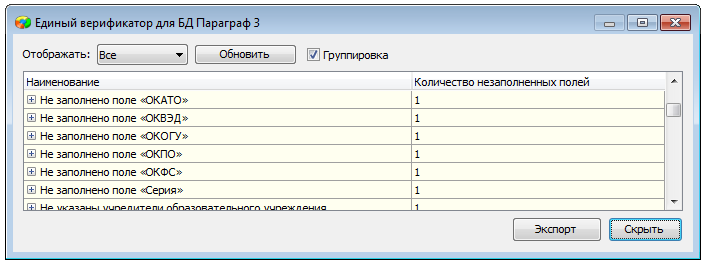 Единый верификатор для БД Параграф 3
Отображать: Все Обновить Группировка
Наименование Количество незаполненных полей
Не заполнено поле «ОКАТО» 1
Не заполнено поле «ОКВЭД» 1
Не заполнено поле «ОКОГУ» 1
Не заполнено поле «ОКПО» 1
Не заполнено поле «ОКФС» 1
Не заполнено поле «Серия» 1
Не указаны учредители образовательного учреждения 1
Экспорт Скрыть